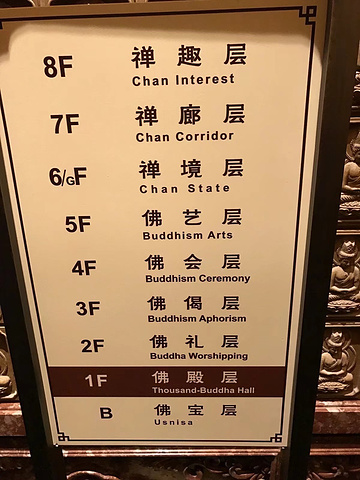 8F 禅趣层
Chan Interest
7F 禅廊层
Chan Corridor
6/GF 禅境层
Chan State
5F 佛艺层
Buddhism Arts
4F 佛会层
Buddhism Ceremony
3F 佛偈层
Buddhism Aphorism
2F 佛礼层
Buddha Worshipping
1F 佛殿层
Thousand-Buddha Hall
B 佛宝层
Usnisa